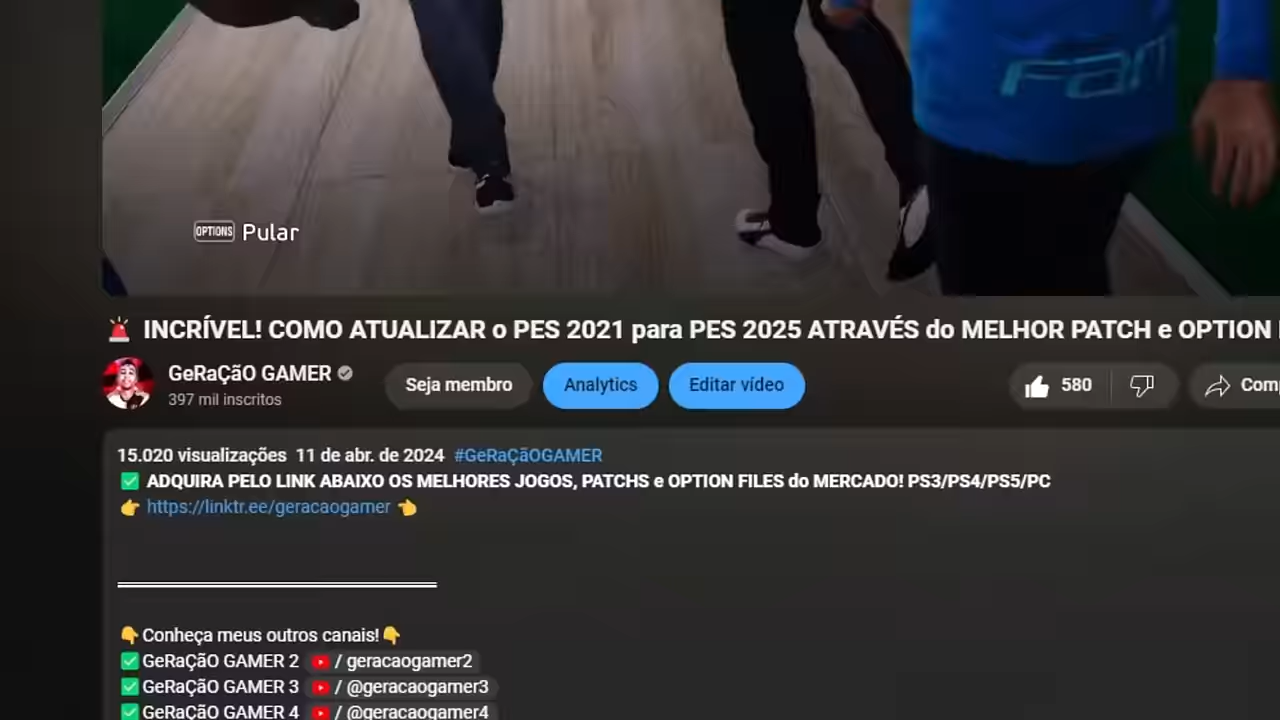 FAM
OPTIONS Pular
🚨 INCRÍVEL! COMO ATUALIZAR o PES 2021 para PES 2025 ATRAVÉS do MELHOR PATCH e OPTION
GeRaÇãO GAMER
397 mil inscritos
Seja membro
Analytics
Editar vídeo
580
Comp
15.020 visualizações 11 de abr. de 2024 #GeRaÇãOGAMER
✅ ADQUIRA PELO LINK ABAIXO OS MELHORES JOGOS, PATCHS e OPTION FILES do MERCADO! PS3/PS4/PS5/PC
👉 https://linktr.ee/geracaogamer 👈
👇Conheça meus outros canais!👇
✅GeRaÇãO GAMER 2 / geracaogamer2
✅GeRaÇãO GAMER 3 / @geracaogamer3
✅GeRaÇãO GAMER 4 / @geracaogamer4